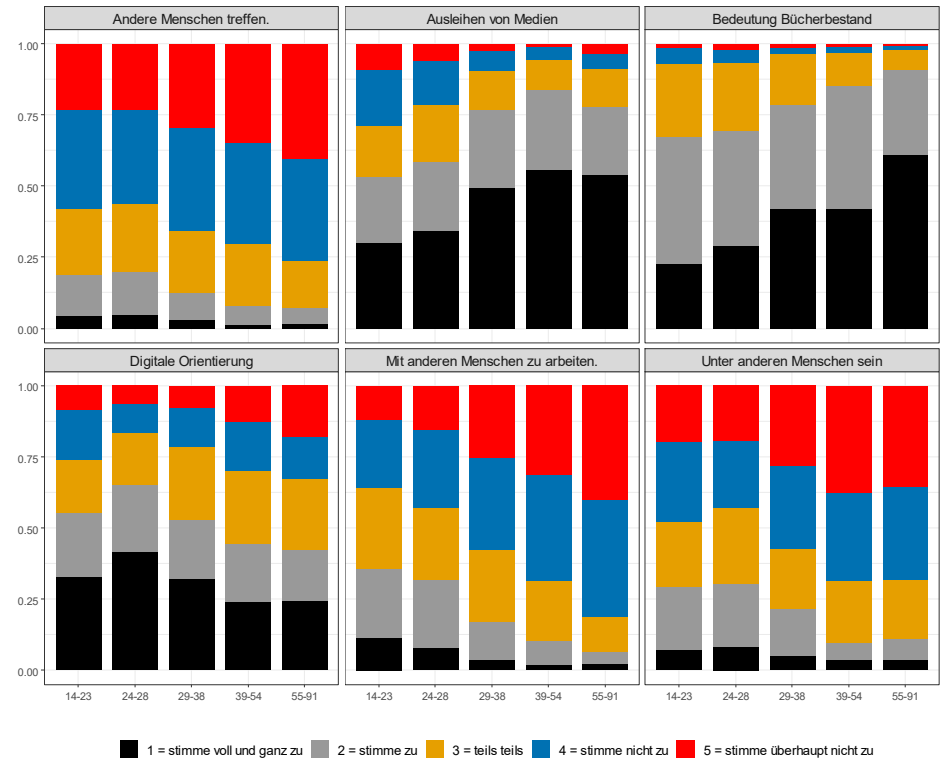 Andere Menschen treffen. Ausleihen von Medien Bedeutung Bücherbestand
1.00
0.75
0.50
0.25
0.00
Digitale Orientierung Mit anderen Menschen zu arbeiten. Unter anderen Menschen sein
1.00
0.75
0.50
0.25
0.00
14-23 24-28 29-38 39-54 55-91 14-23 24-28 29-38 39-54 55-91 14-23 24-28 29-38 39-54 55-91
1 = stimme voll und ganz zu 2 = stimme zu 3 = teils teils 4 = stimme nicht zu 5 = stimme überhaupt nicht zu